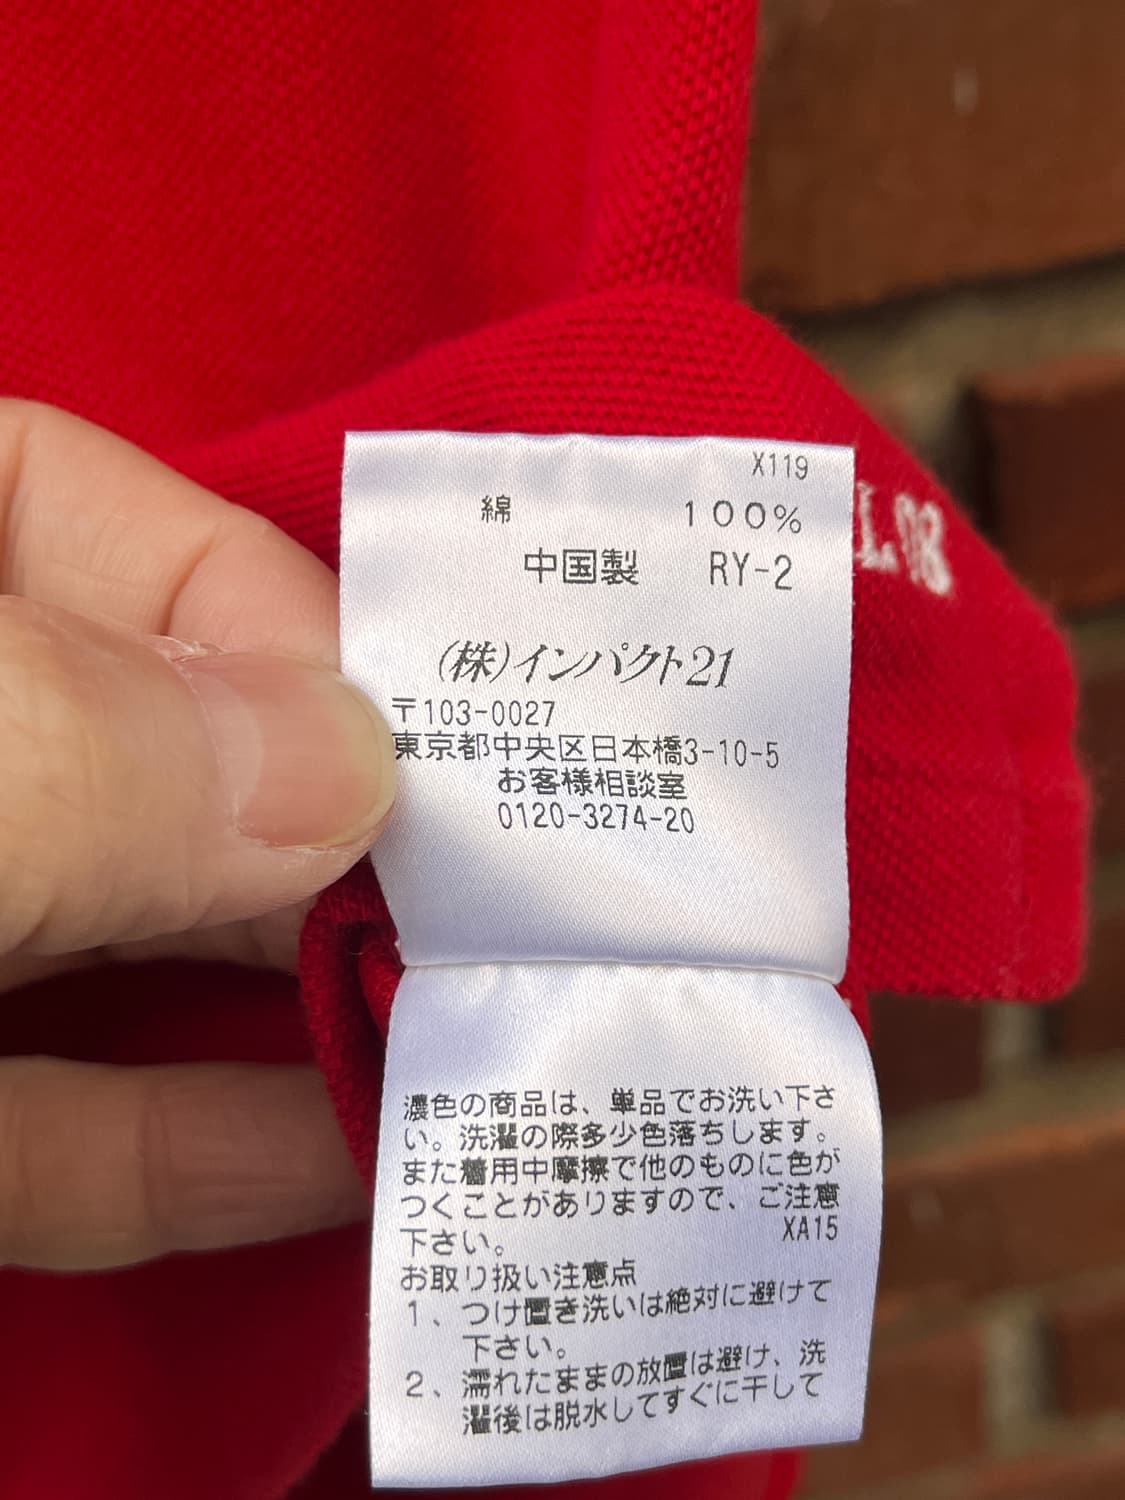 X119
綿 100%
中国製 RY-2
(株)インパクト21
〒103-0027
東京都中央区日本橋3-10-5
お客様相談室
0120-3274-20
濃色の商品は、単品でお洗い下さ
い。洗濯の際多少色落ちします。
また着用中摩擦で他のものに色が
つくことがありますので、ご注意
下さい。 XA15
お取り扱い注意点
1、つけ置き洗いは絶対に避けて
下さい。
2、濡れたままの放置は避け、洗
濯後は脱水してすぐに干して